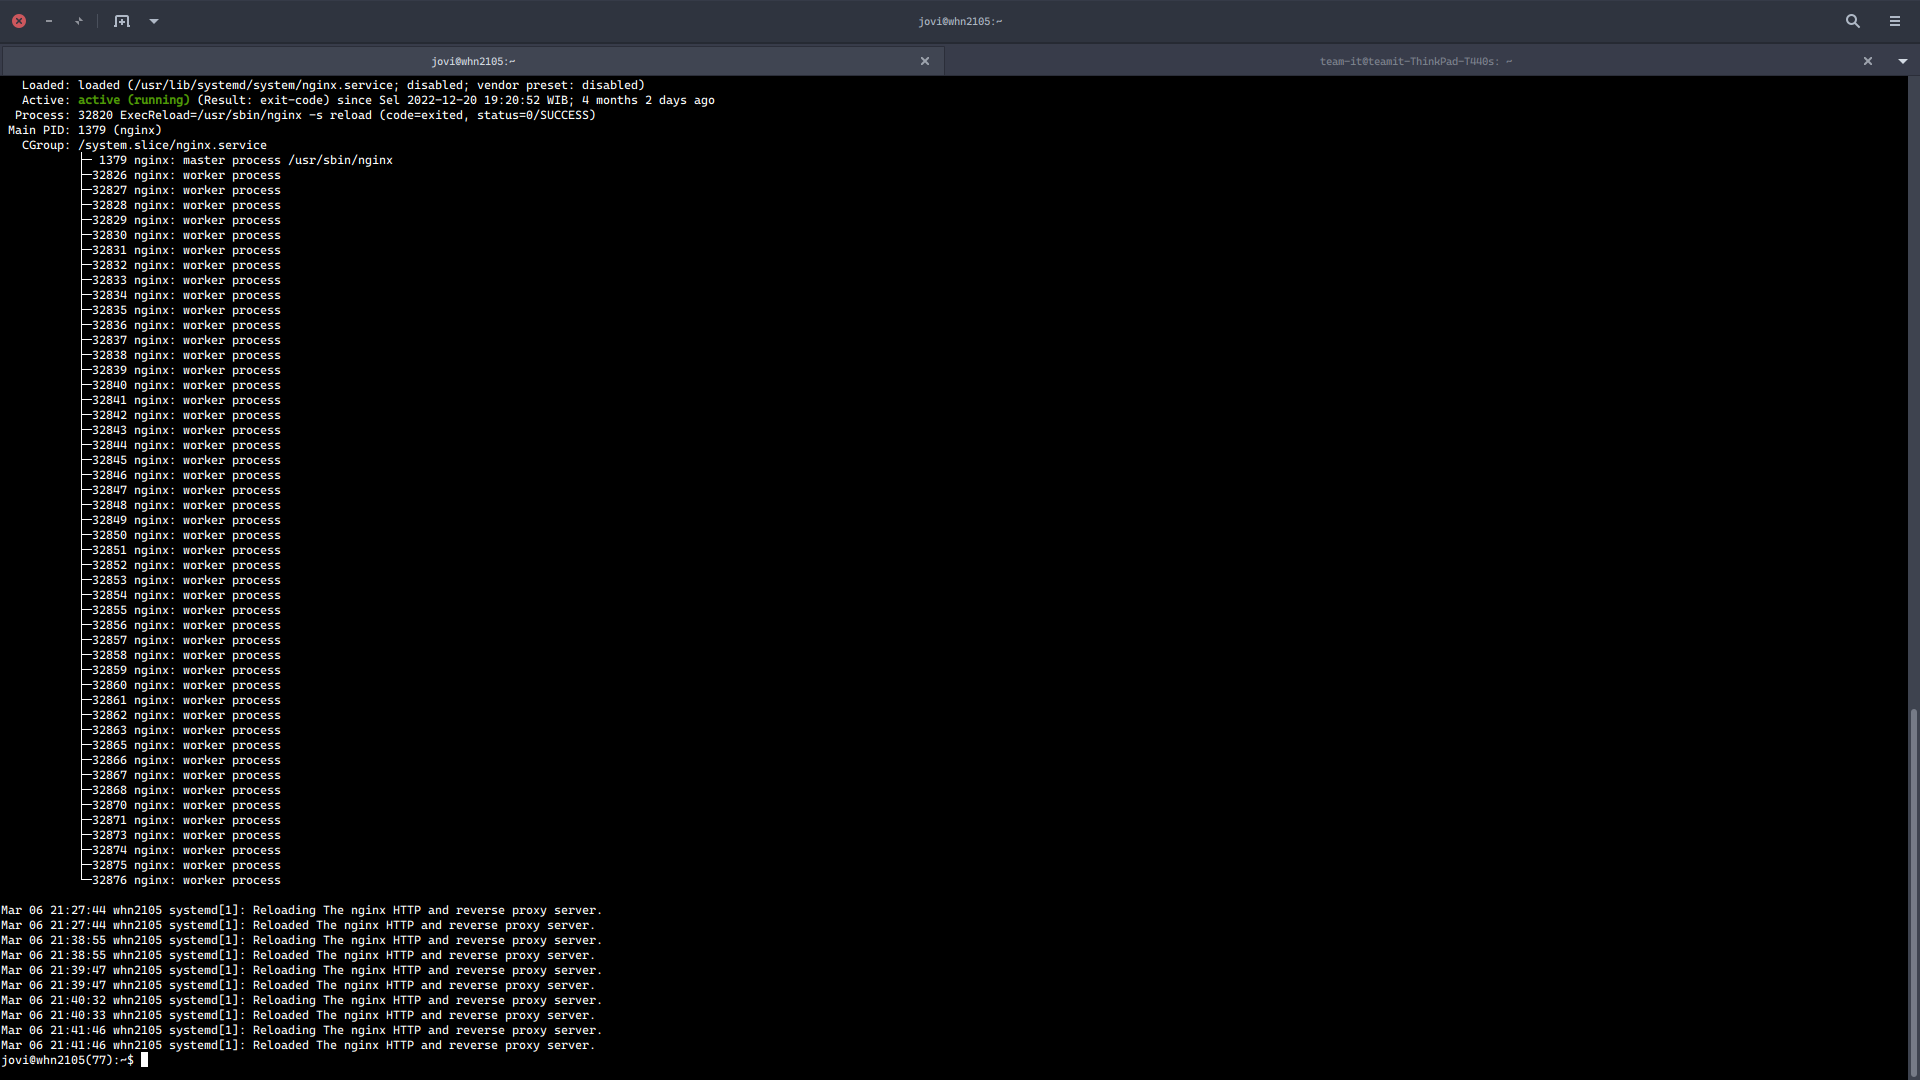 jovi@whn2105:~
jovi@whn2105:~
team-it@teamit-ThinkPad-T440s: ~
Loaded: loaded (/usr/lib/systemd/system/nginx.service; disabled; vendor preset: disabled)
Active: active (running) (Result: exit-code) since Sel 2022-12-20 19:20:52 WIB; 4 months 2 days ago
Process: 32820 ExecReload=/usr/sbin/nginx -s reload (code=exited, status=0/SUCCESS)
Main PID: 1379 (nginx)
CGroup: /system.slice/nginx.service
├─ 1379 nginx: master process /usr/sbin/nginx
├─32826 nginx: worker process
├─32827 nginx: worker process
├─32828 nginx: worker process
├─32829 nginx: worker process
├─32830 nginx: worker process
├─32831 nginx: worker process
├─32832 nginx: worker process
├─32833 nginx: worker process
├─32834 nginx: worker process
├─32835 nginx: worker process
├─32836 nginx: worker process
├─32837 nginx: worker process
├─32838 nginx: worker process
├─32839 nginx: worker process
├─32840 nginx: worker process
├─32841 nginx: worker process
├─32842 nginx: worker process
├─32843 nginx: worker process
├─32844 nginx: worker process
├─32845 nginx: worker process
├─32846 nginx: worker process
├─32847 nginx: worker process
├─32848 nginx: worker process
├─32849 nginx: worker process
├─32850 nginx: worker process
├─32851 nginx: worker process
├─32852 nginx: worker process
├─32853 nginx: worker process
├─32854 nginx: worker process
├─32855 nginx: worker process
├─32856 nginx: worker process
├─32857 nginx: worker process
├─32858 nginx: worker process
├─32859 nginx: worker process
├─32860 nginx: worker process
├─32861 nginx: worker process
├─32862 nginx: worker process
├─32863 nginx: worker process
├─32865 nginx: worker process
├─32866 nginx: worker process
├─32867 nginx: worker process
├─32868 nginx: worker process
├─32870 nginx: worker process
├─32871 nginx: worker process
├─32873 nginx: worker process
├─32874 nginx: worker process
├─32875 nginx: worker process
└─32876 nginx: worker process
Mar 06 21:27:44 whn2105 systemd[1]: Reloading The nginx HTTP and reverse proxy server.
Mar 06 21:27:44 whn2105 systemd[1]: Reloaded The nginx HTTP and reverse proxy server.
Mar 06 21:38:55 whn2105 systemd[1]: Reloading The nginx HTTP and reverse proxy server.
Mar 06 21:38:55 whn2105 systemd[1]: Reloaded The nginx HTTP and reverse proxy server.
Mar 06 21:39:47 whn2105 systemd[1]: Reloading The nginx HTTP and reverse proxy server.
Mar 06 21:39:47 whn2105 systemd[1]: Reloaded The nginx HTTP and reverse proxy server.
Mar 06 21:40:32 whn2105 systemd[1]: Reloading The nginx HTTP and reverse proxy server.
Mar 06 21:40:33 whn2105 systemd[1]: Reloaded The nginx HTTP and reverse proxy server.
Mar 06 21:41:46 whn2105 systemd[1]: Reloading The nginx HTTP and reverse proxy server.
Mar 06 21:41:46 whn2105 systemd[1]: Reloaded The nginx HTTP and reverse proxy server.
jovi@whn2105(77):~$